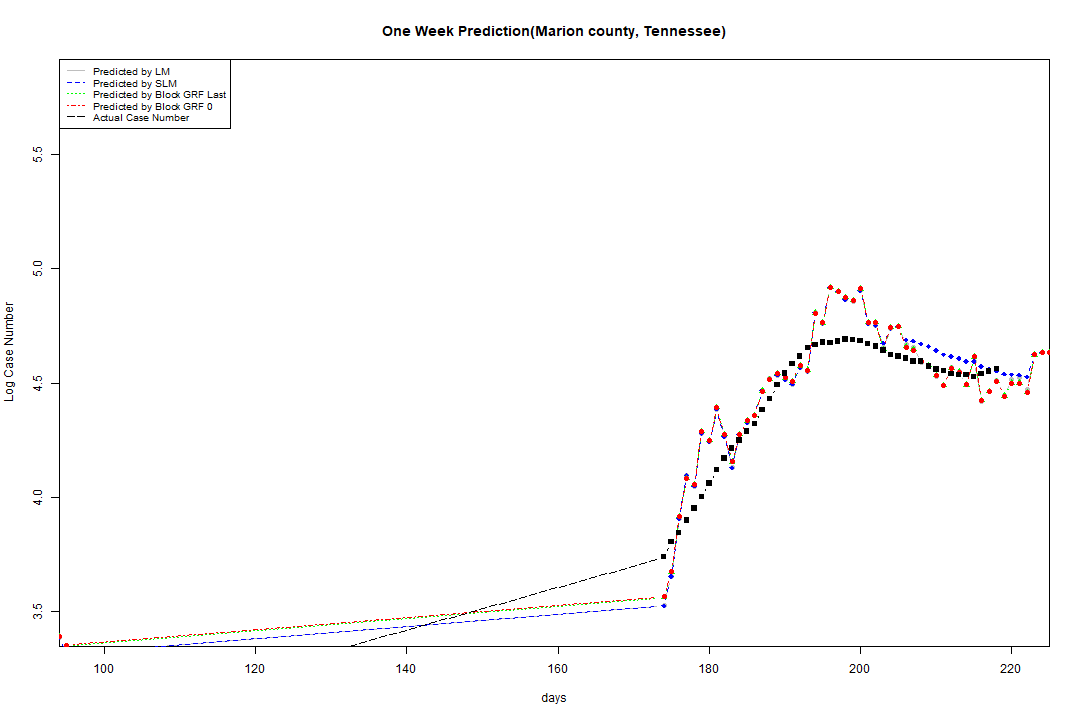 One Week Prediction(Marion county, Tennessee)
Predicted by LM
Predicted by SLM
Predicted by Block GRF Last
Predicted by Block GRF 0
Actual Case Number
5.5
5.0
4.5
4.0
3.5
Log Case Number
100 120 140 160 180 200 220
days